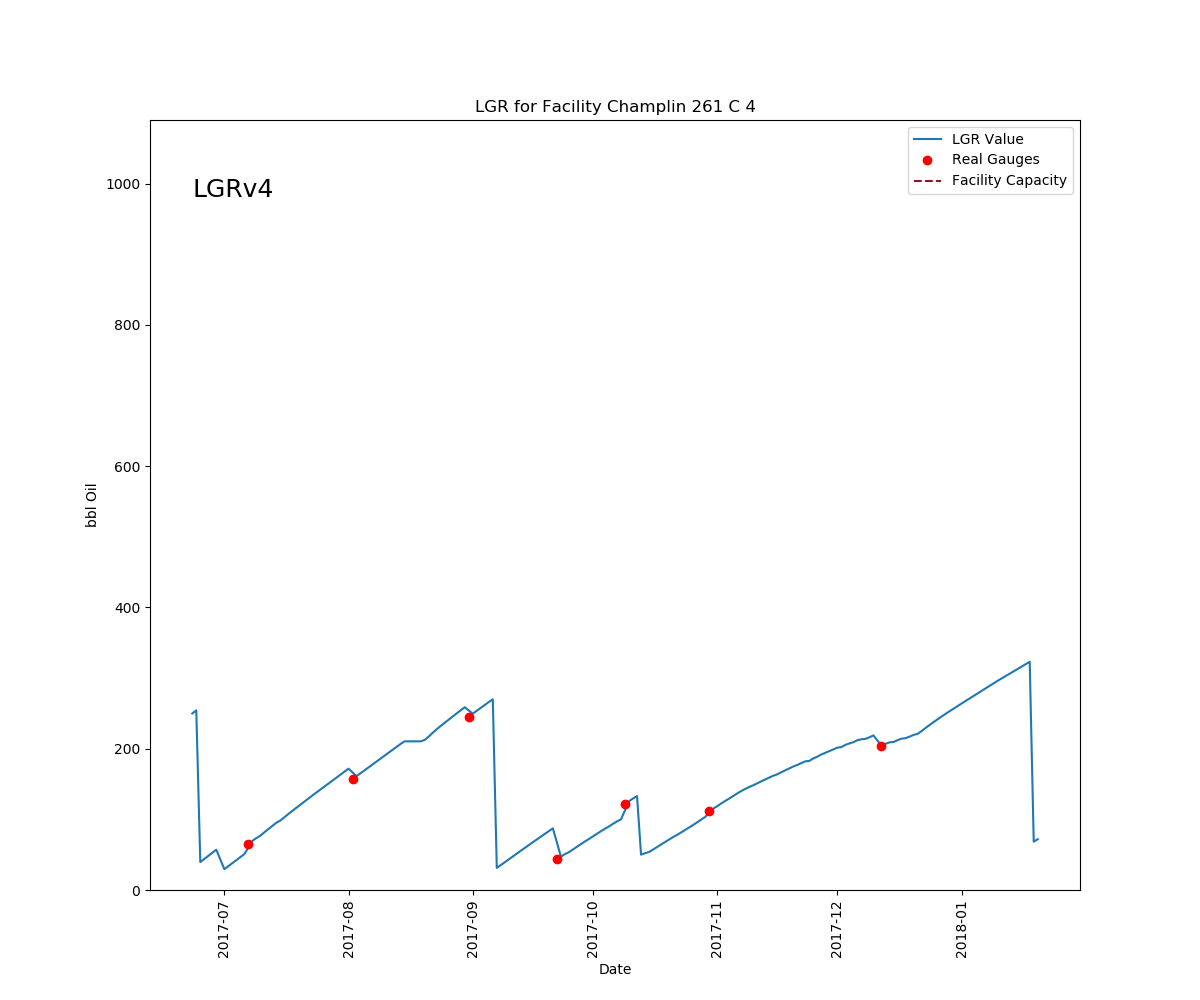 LGR for Facility Champlin 261 C 4
LGR Value
Real Gauges
Facility Capacity
LGRv4
1000
800
600
400
200
0
bbl Oil
2017-07
2017-08
2017-09
2017-10
2017-11
2017-12
2018-01
Date